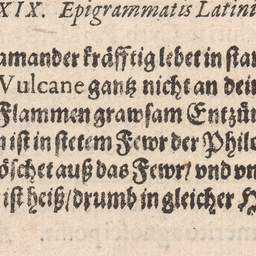 XIX. Epigrammatis Latini
amander kräfftig lebet in star
Vulcane gantz nicht an dein
Flammen grawsam Entzün
n ist in stetem Fewr der Philo
öschet auß das Fewr/ vnd vn
ist heiß/ drumb in gleicher H